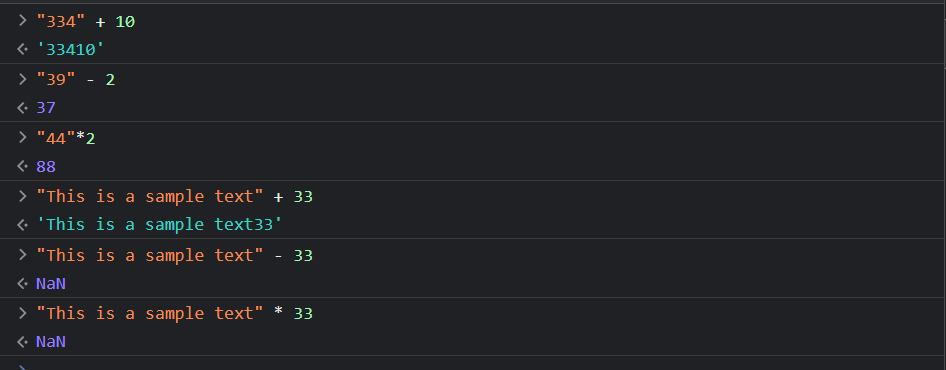 > "334" + 10
<· '33410'
> "39" - 2
<· 37
> "44"*2
<· 88
> "This is a sample text" + 33
<· 'This is a sample text33'
> "This is a sample text" - 33
<· NaN
> "This is a sample text" * 33
<· NaN